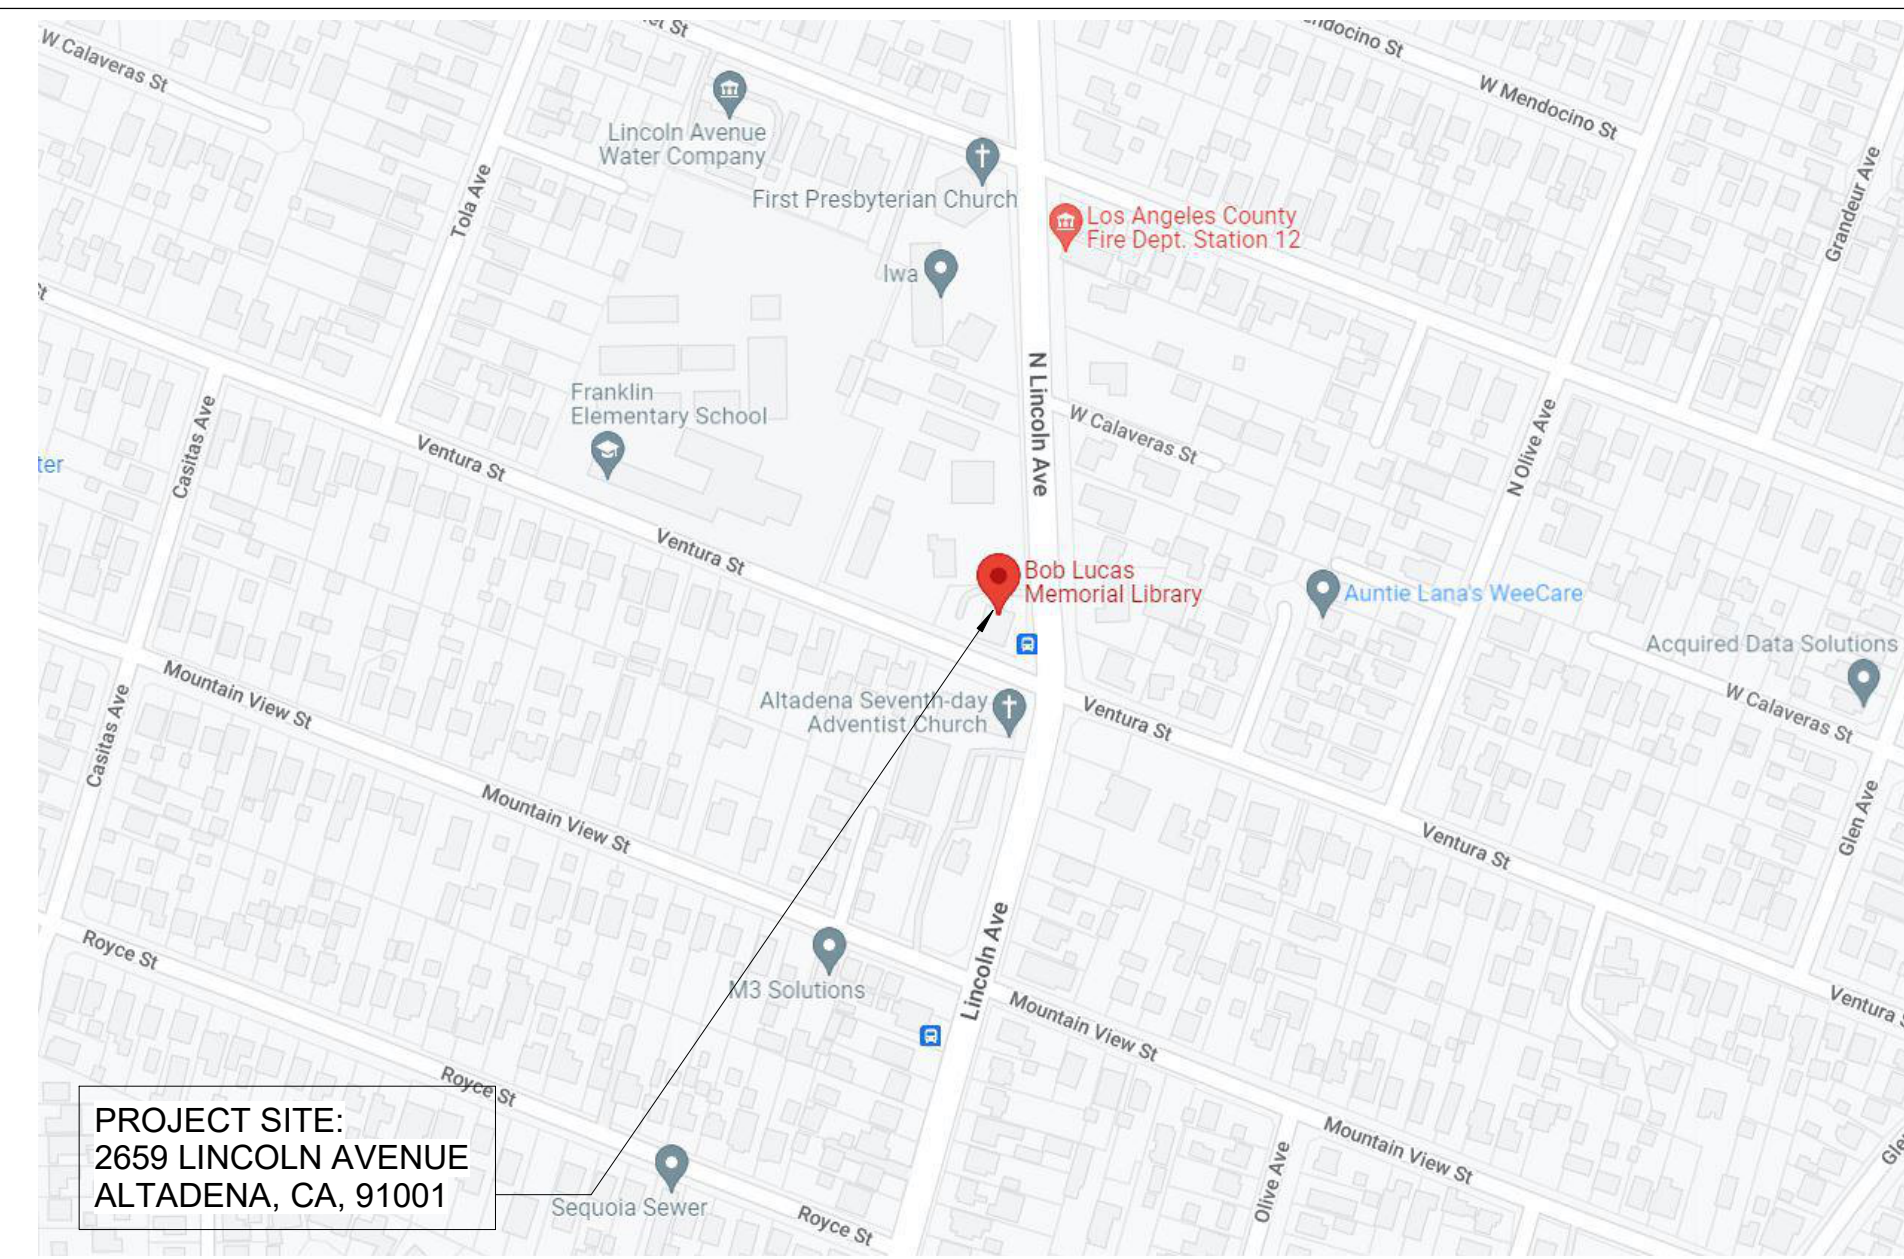 W Calaveras St
St
ndocino St
W Mendocino St
Lincoln Avenue
Water Company
First Presbyterian Church
Tola Ave
Los Angeles County
Fire Dept. Station 12
Grandeur Ave
Iwa
St
N Lincoln Ave
Franklin
Elementary School
W Calaveras St
Casitas Ave
Ventura St
N Olive Ave
ter
Ventura St
Bob Lucas
Memorial Library
Auntie Lana's WeeCare
Acquired Data Solutions
Mountain View St
Altadena Seventh-day
Adventist Church
Ventura St
W Calaveras St
Casitas Ave
Mountain View St
Ventura St
Glen Ave
Royce St
M3 Solutions
Lincoln Ave
Mountain View St
Ventura
Royce St
PROJECT SITE:
2659 LINCOLN AVENUE
ALTADENA, CA, 91001
Sequoia Sewer
Royce St
Olive Ave
Mountain View St
Gle